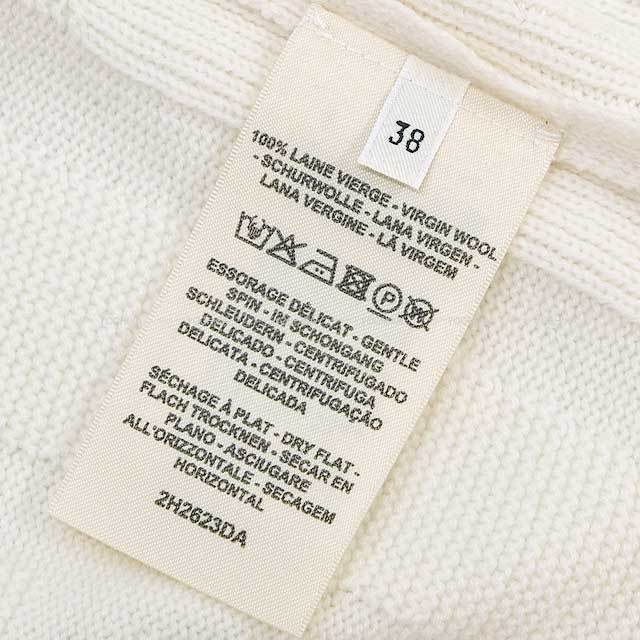 38
100% LAINE VIERGE - VIRGIN WOOL
- SCHURWOLLE - LANA VIRGEN -
LANA VERGINE - LÃ VIRGEM
P
ESSORAGE DÉLICAT - GENTLE
SPIN - IM SCHONGANG
SCHLEUDERN - CENTRIFUGADO
DELICADO - CENTRIFUGA
DELICATA - CENTRIFUGAÇÃO
DELICADA
SÉCHAGE À PLAT - DRY FLAT -
FLACH TROCKNEN - SECAR EN
PLANO - ASCIUGARE
ALL'ORIZZONTALE - SECAGEM
HORIZONTAL
2H2623DA